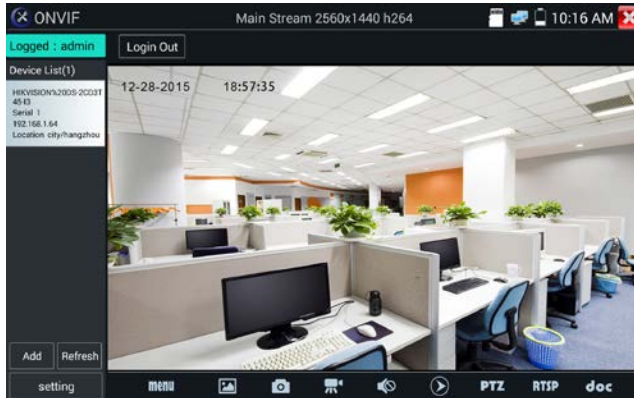 ONVIF
Main Stream 2560x1440 h264
10:16 AM
Logged : admin
Login Out
Device List(1)
HIKVISION%20DS-2CD3T
45-I3
Serial 1
192.168.1.64
Location city/hangzhou
12-28-2015 18:57:35
Add
Refresh
setting
menu
PTZ
RTSP
doc